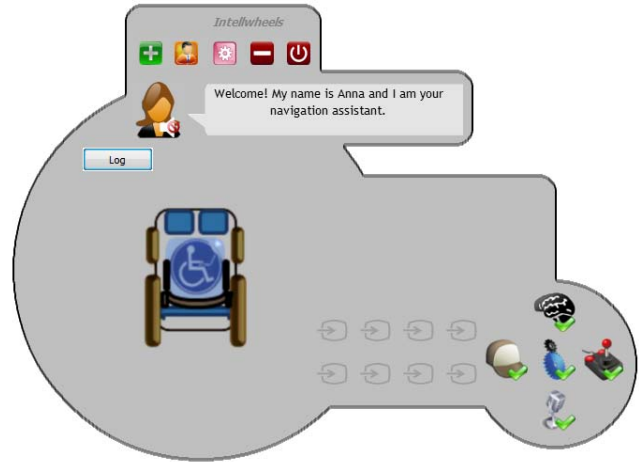 Intellwheels
Welcome! My name is Anna and I am your
navigation assistant.
Log